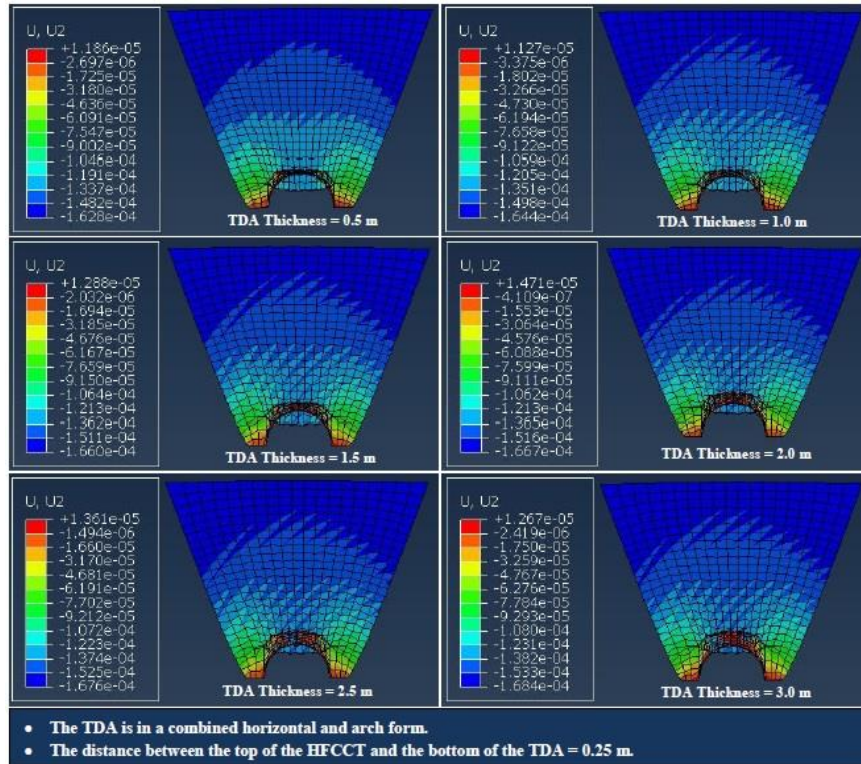 U, U2
+1.186e-05
-2.697e-06
-1.725e-05
-3.180e-05
-4.636e-05
-6.091e-05
-7.547e-05
-9.002e-05
-1.046e-04
-1.191e-04
-1.337e-04
-1.482e-04
-1.628e-04
TDA Thickness = 0.5 m
U, U2
+1.127e-05
-3.375e-06
-1.802e-05
-3.266e-05
-4.730e-05
-6.194e-05
-7.658e-05
-9.122e-05
-1.059e-04
-1.205e-04
-1.351e-04
-1.498e-04
-1.644e-04
TDA Thickness = 1.0 m
U, U2
+1.288e-05
-2.032e-06
-1.694e-05
-3.185e-05
-4.676e-05
-6.167e-05
-7.659e-05
-9.150e-05
-1.064e-04
-1.213e-04
-1.362e-04
-1.511e-04
-1.660e-04
TDA Thickness = 1.5 m
U, U2
+1.471e-05
-4.109e-07
-1.553e-05
-3.064e-05
-4.576e-05
-6.088e-05
-7.599e-05
-9.111e-05
-1.062e-04
-1.213e-04
-1.365e-04
-1.516e-04
-1.667e-04
TDA Thickness = 2.0 m
U, U2
+1.361e-05
-1.494e-06
-1.660e-05
-3.170e-05
-4.681e-05
-6.191e-05
-7.702e-05
-9.212e-05
-1.072e-04
-1.223e-04
-1.374e-04
-1.525e-04
-1.676e-04
TDA Thickness = 2.5 m
U, U2
+1.267e-05
-2.419e-06
-1.750e-05
-3.259e-05
-4.767e-05
-6.276e-05
-7.784e-05
-9.293e-05
-1.080e-04
-1.231e-04
-1.382e-04
-1.533e-04
-1.684e-04
TDA Thickness = 3.0 m
• The TDA is in a combined horizontal and arch form.
• The distance between the top of the HFCCT and the bottom of the TDA = 0.25 m.